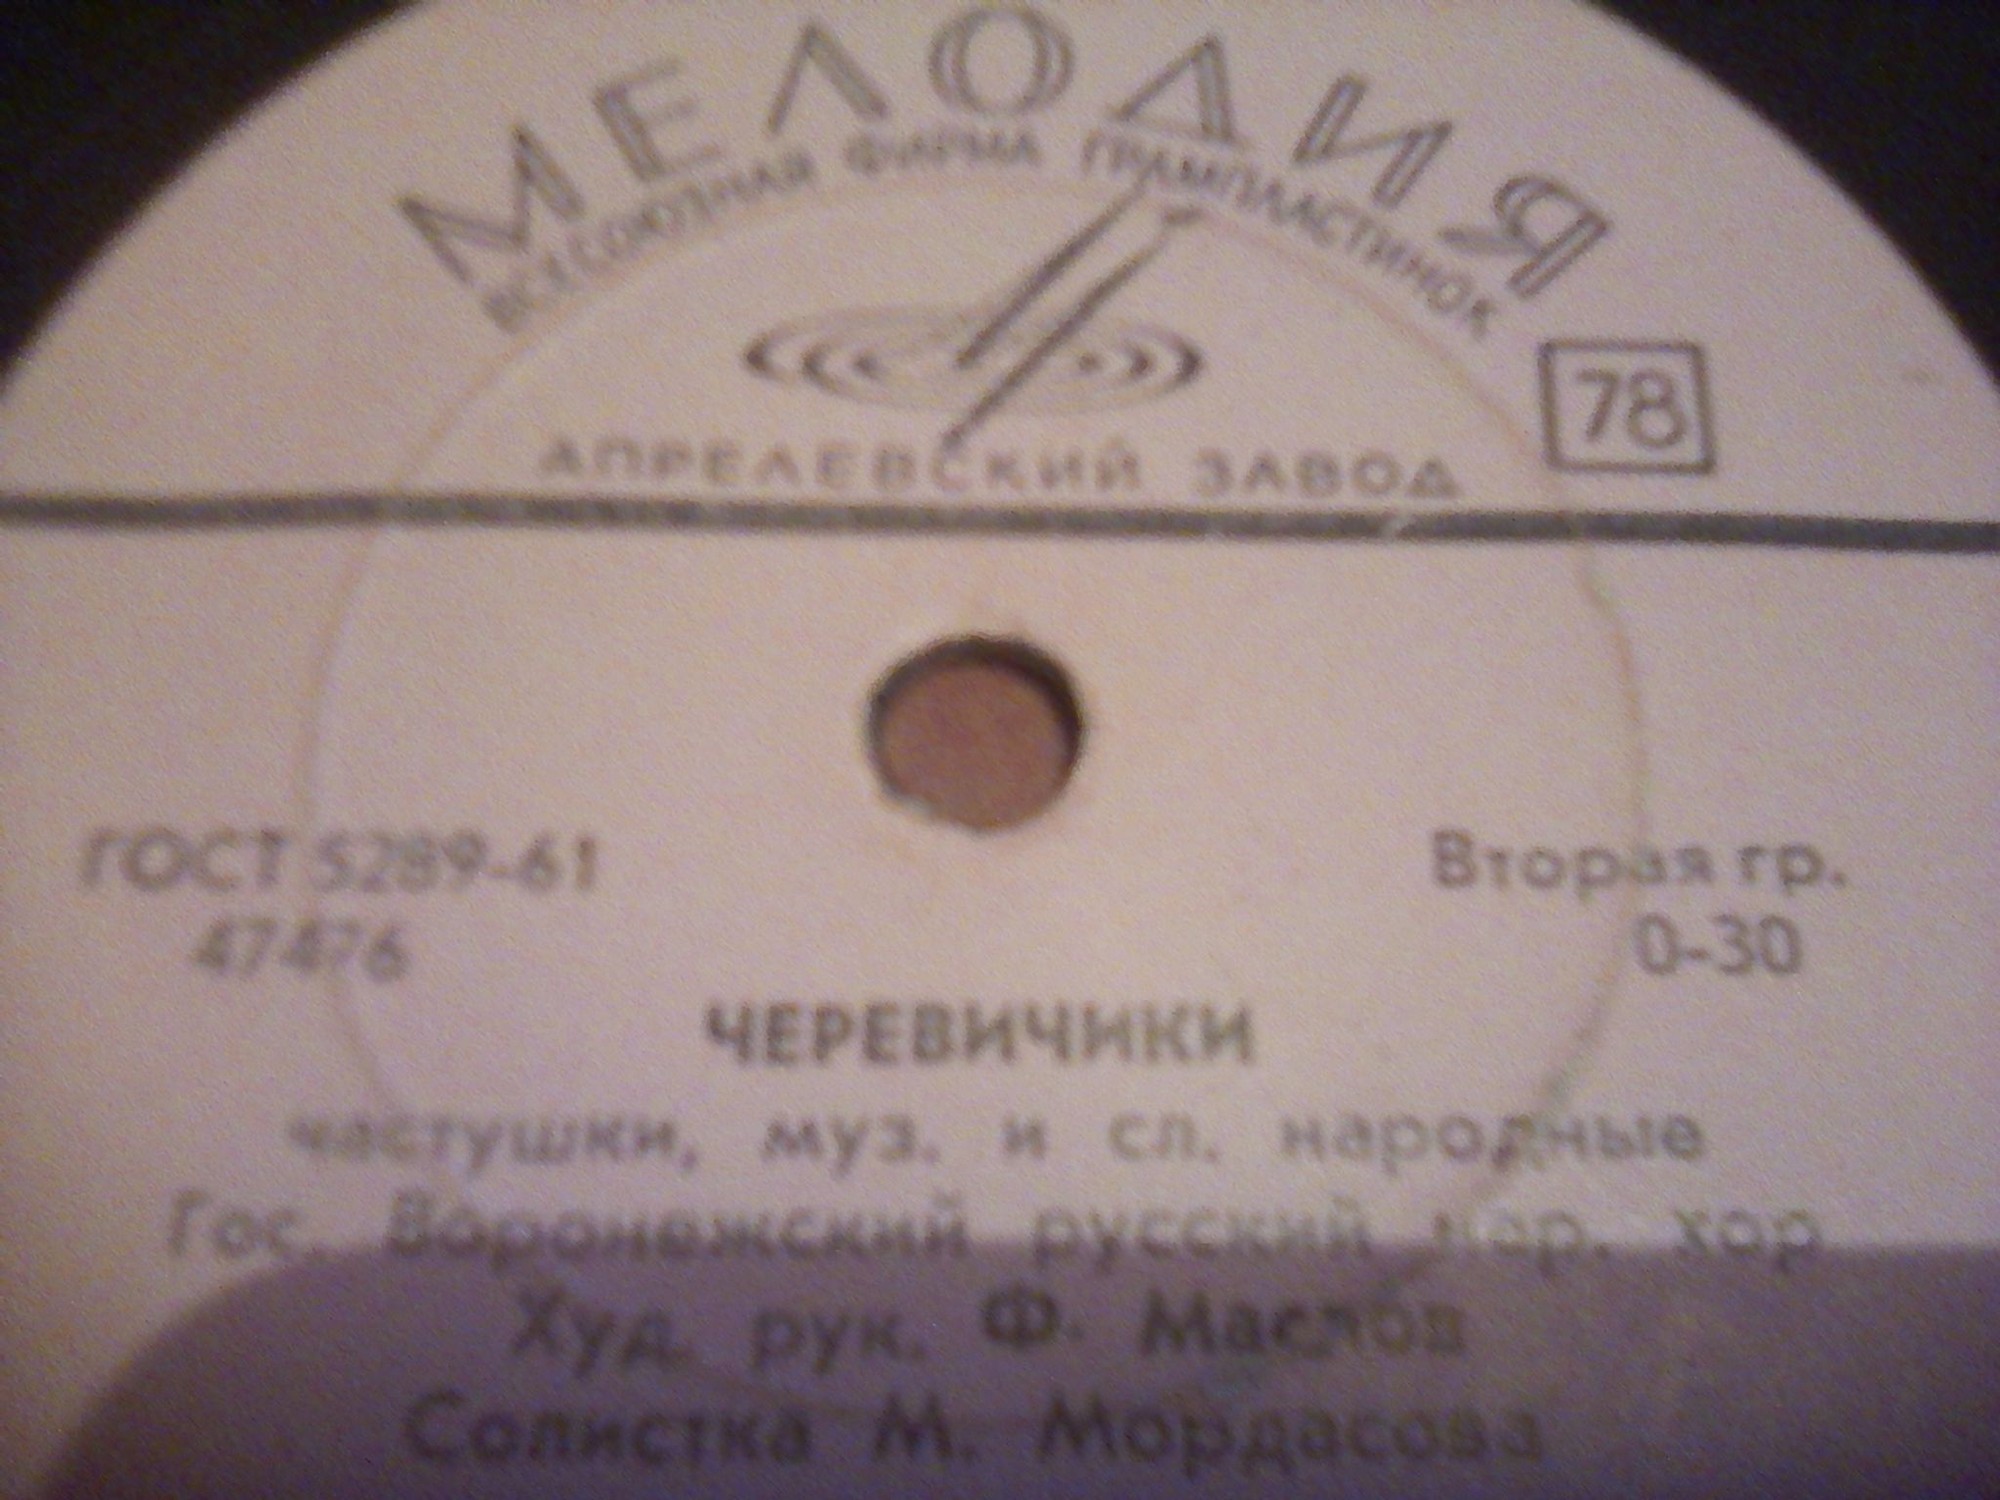 МЕЛОДИЯ
ВСЕСОЮЗНАЯ ФИРМА ГРАМПЛАСТИНОК
78
АПРЕЛЕВСКИЙ ЗАВОД
ГОСТ 5289-61
Вторая гр.
47476
0-30
ЧЕРЕВИЧИКИ
частушки, муз. и сл. народные
Гос. Воронежский русский нар. хор
Худ. рук. Ф. Маслов
Солистка М. Мордасова